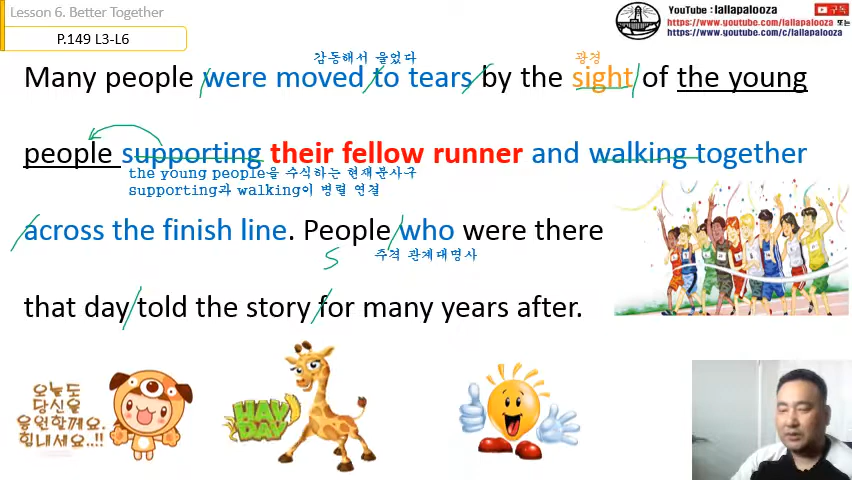 Lesson 6. Better Together
P.149 L3-L6
YouTube : lallapalooza
구독
https://www.youtube.com/lallapalooza 또는
https://www.youtube.com/c/lallapalooza
감동해서 울었다
광경
Many people were moved to tears by the sight of the young
people supporting their fellow runner and walking together
the young people을 수식하는 현재분사구
supporting과 walking이 병렬 연결
across the finish line. People who were there
S
주격 관계대명사
that day told the story for many years after.
오늘도
당신을
응원할께요.
힘내세요..!!
HAY
DAY